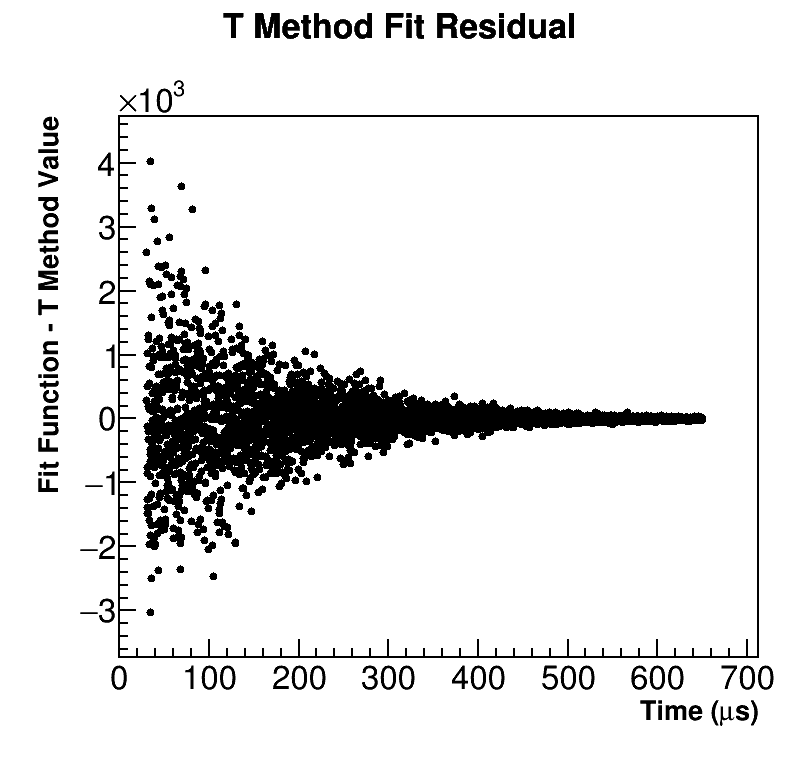 T Method Fit Residual
×10³
Fit Function - T Method Value
4
3
2
1
0
−1
−2
−3
0 100 200 300 400 500 600 700
Time (μs)